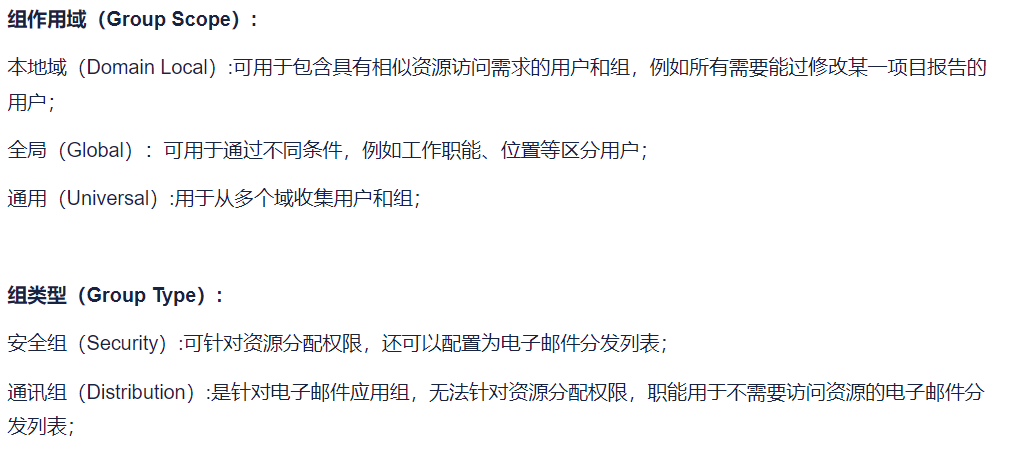 组作用域（Group Scope）:
本地域（Domain Local）:可用于包含具有相似资源访问需求的用户和组，例如所有需要能过修改某一项目报告的
用户；
全局（Global）：可用于通过不同条件，例如工作职能、位置等区分用户；
通用（Universal）:用于从多个域收集用户和组；
组类型（Group Type）:
安全组（Security）:可针对资源分配权限，还可以配置为电子邮件分发列表；
通讯组（Distribution）:是针对电子邮件应用组，无法针对资源分配权限，职能用于不需要访问资源的电子邮件分
发列表；